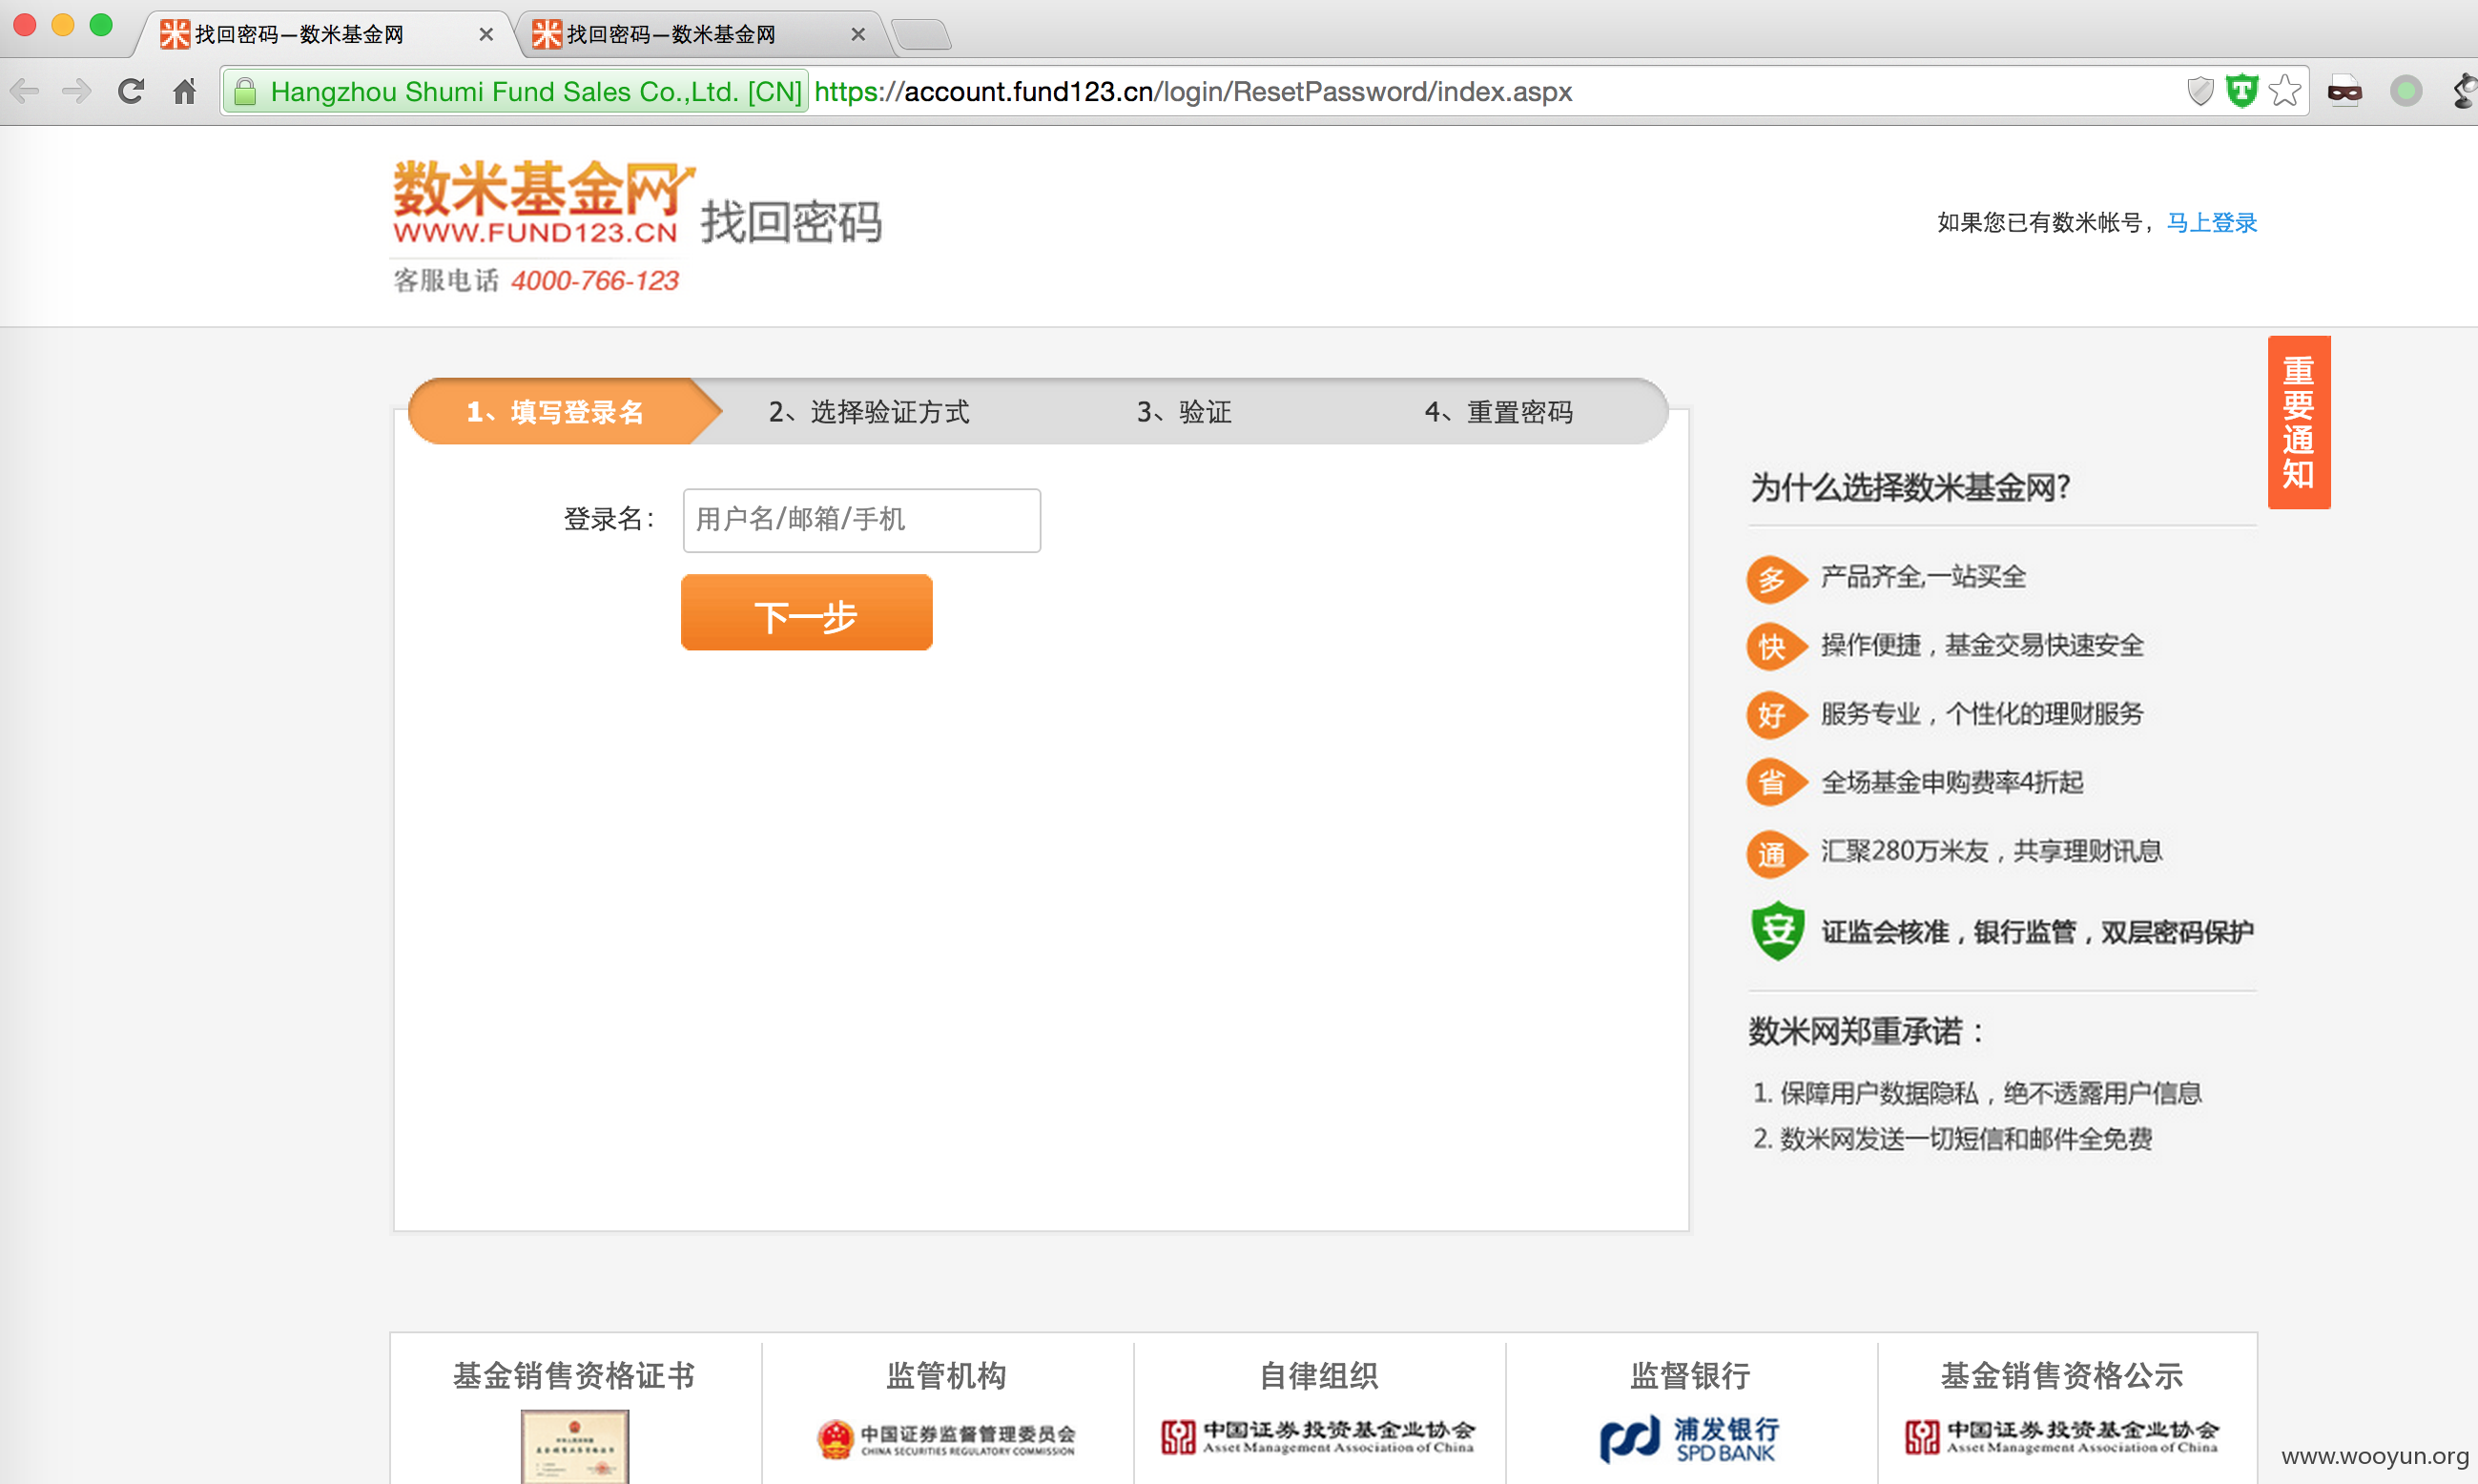 找回密码—数米基金网
找回密码—数米基金网
Hangzhou Shumi Fund Sales Co.,Ltd. [CN] https://account.fund123.cn/login/ResetPassword/index.aspx
数米基金网
WWW.FUND123.CN
找回密码
客服电话 4000-766-123
如果您已有数米帐号，马上登录
重要通知
1、填写登录名
2、选择验证方式
3、验证
4、重置密码
登录名：
用户名/邮箱/手机
下一步
为什么选择数米基金网?
多 产品齐全,一站买全
快 操作便捷，基金交易快速安全
好 服务专业，个性化的理财服务
省 全场基金申购费率4折起
通 汇聚280万米友，共享理财讯息
安 证监会核准，银行监管，双层密码保护
数米网郑重承诺：
1. 保障用户数据隐私，绝不透露用户信息
2. 数米网发送一切短信和邮件全免费
基金销售资格证书
监管机构
中国证券监督管理委员会
CHINA SECURITIES REGULATORY COMMISSION
自律组织
中国证券投资基金业协会
Asset Management Association of China
监督银行
浦发银行
SPD BANK
基金销售资格公示
中国证券投资基金业协会
Asset Management Association of China
www.wooyun.org